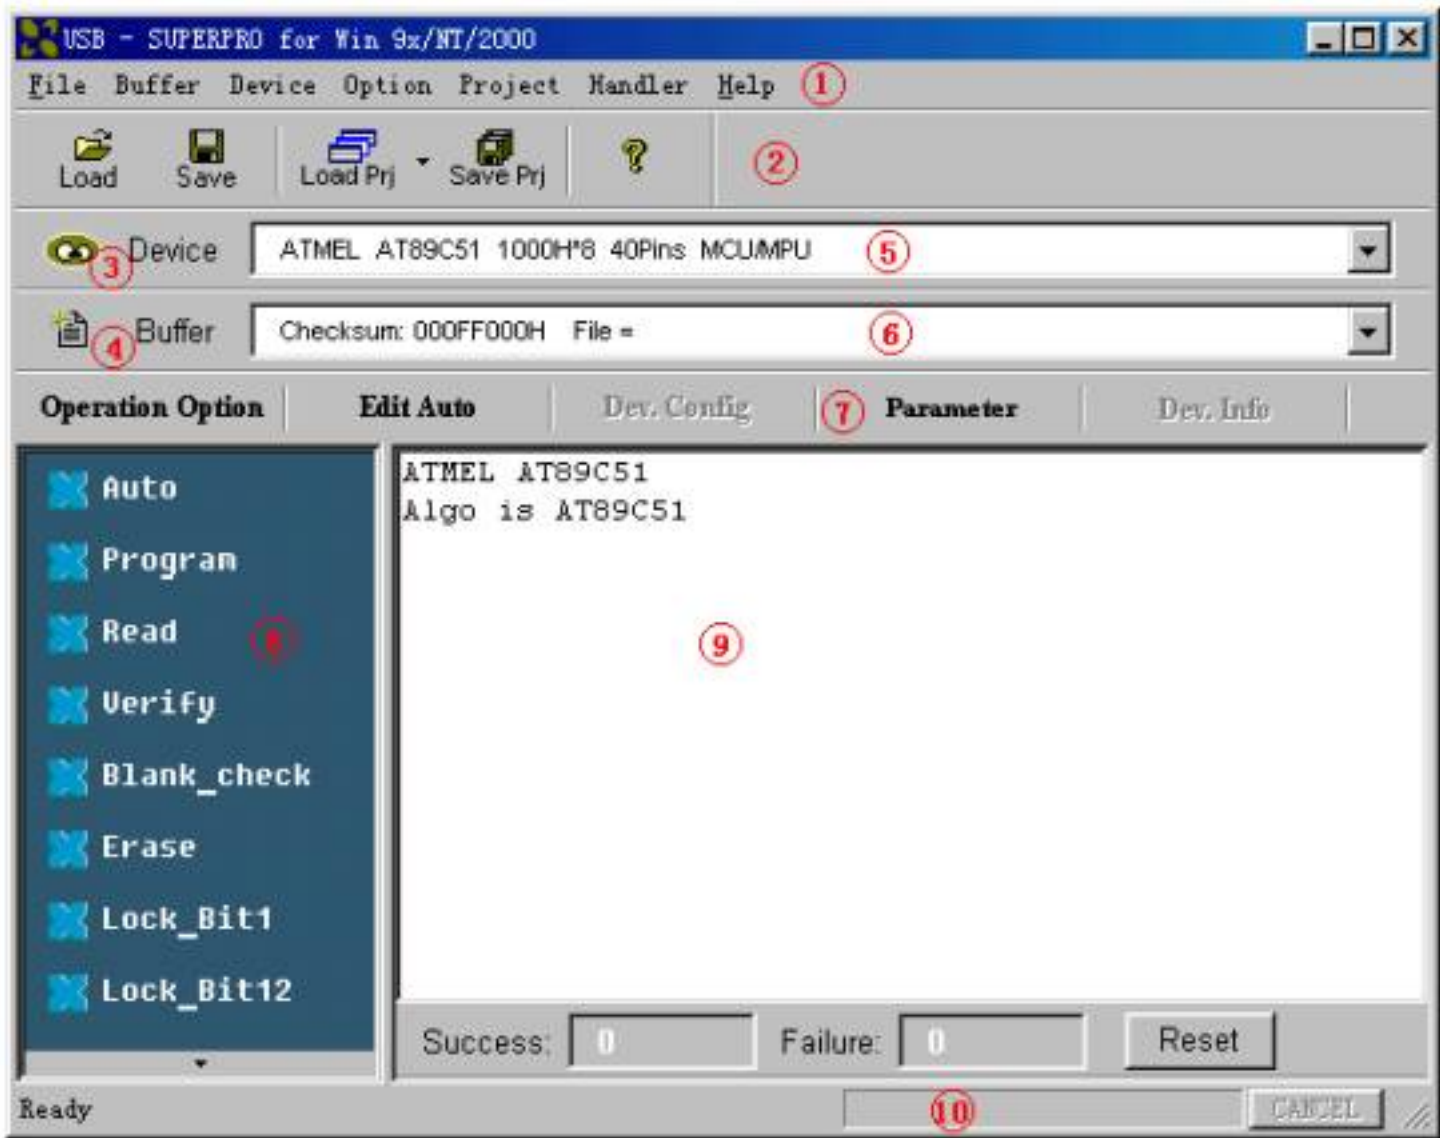 USB - SUPERPRO for Win 9x/NT/2000
File Buffer Device Option Project Handler Help 1
Load Save Load Prj Save Prj ? 2
3 Device ATMEL AT89C51 1000H*8 40Pins MCU/MPU 5
4 Buffer Checksum: 000FF000H File = 6
Operation Option Edit Auto Dev. Config 7 Parameter Dev. Info
Auto
Program
Read 8
Verify
Blank_check
Erase
Lock_Bit1
Lock_Bit12
ATMEL AT89C51
Algo is AT89C51
9
Success: 0 Failure: 0 Reset
Ready 10 CANCEL